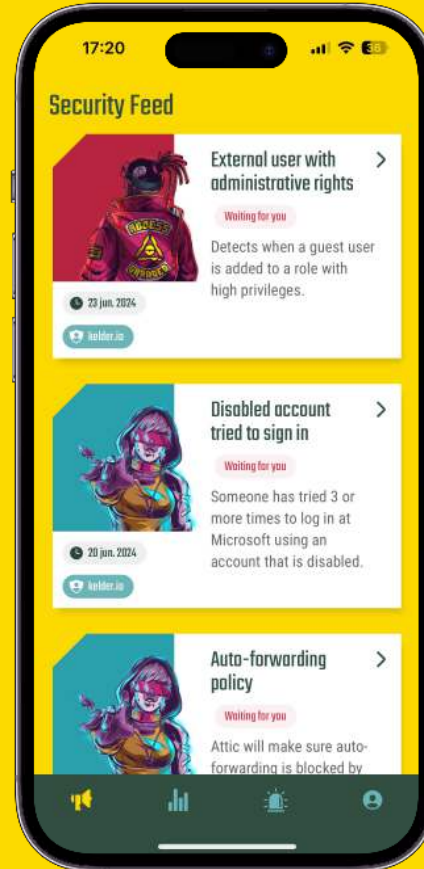 17:20
36
Security Feed
External user with
administrative rights
Waiting for you
Detects when a guest user
is added to a role with
high privileges.
ACCESS
23 jun. 2024
kelder.io
Disabled account
tried to sign in
Waiting for you
Someone has tried 3 or
more times to log in at
Microsoft using an
account that is disabled.
20 jun. 2024
kelder.io
Auto-forwarding
policy
Waiting for you
Attic will make sure auto-
forwarding is blocked by